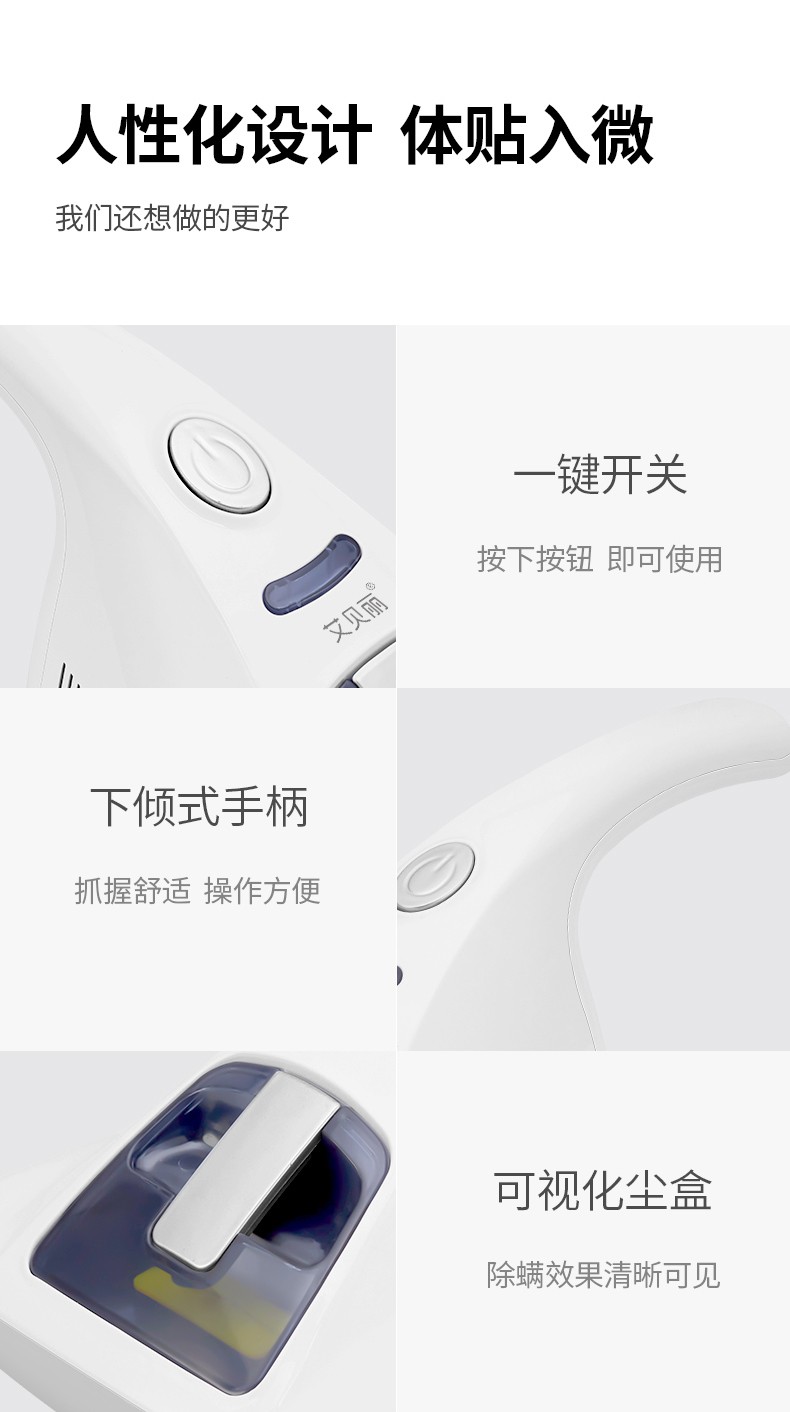 人性化设计 体贴入微
我们还想做的更好
一键开关
按下按钮 即可使用
艾贝丽®
下倾式手柄
抓握舒适 操作方便
可视化尘盒
除螨效果清晰可见